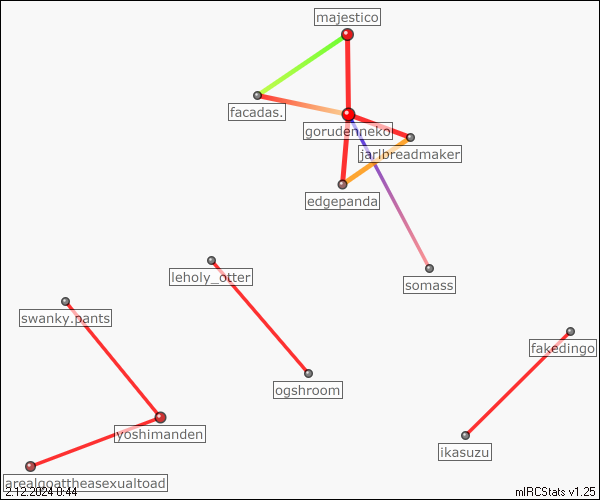 majestico
facadas.
gorudenneko
jarlbreadmaker
edgepanda
leholy_otter
somass
swanky.pants
fakedingo
ogshroom
yoshimanden
ikasuzu
arealgoattheasexualtoad
2.12.2024 0:44
mIRCStats v1.25